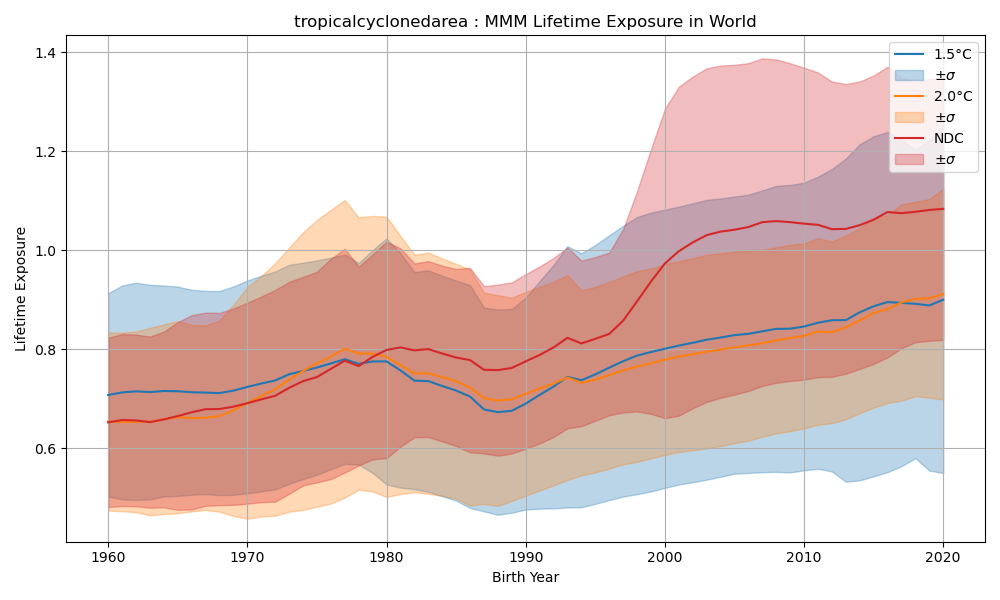 tropicalcyclonedarea : MMM Lifetime Exposure in World
1.4
1.2
1.0
0.8
0.6
Lifetime Exposure
1960
1970
1980
1990
2000
2010
2020
Birth Year
1.5°C
±σ
2.0°C
±σ
NDC
±σ